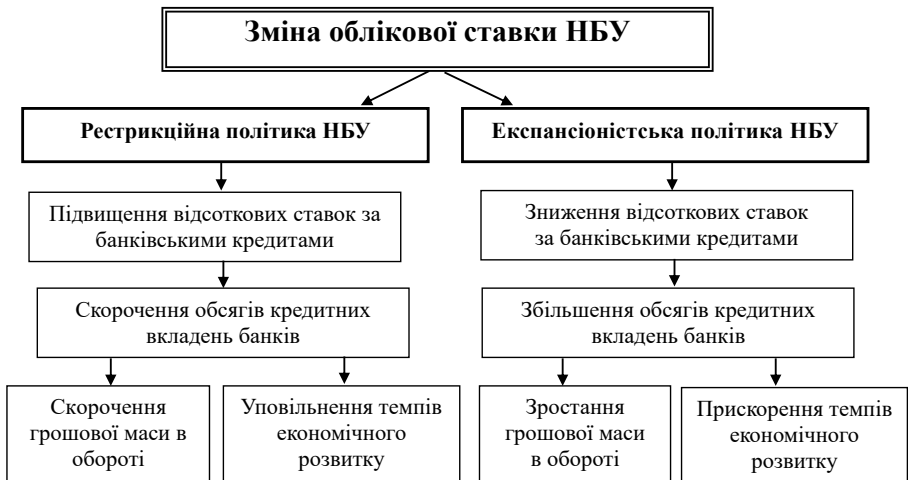 Зміна облікової ставки НБУ
Рестрикційна політика НБУ
Експансіоністська політика НБУ
Підвищення відсоткових ставок за
банківськими кредитами
Зниження відсоткових ставок
за банківськими кредитами
Скорочення обсягів кредитних
вкладень банків
Збільшення обсягів кредитних
вкладень банків
Скорочення
грошової маси в
обороті
Уповільнення темпів
економічного
розвитку
Зростання
грошової маси
в обороті
Прискорення темпів
економічного
розвитку